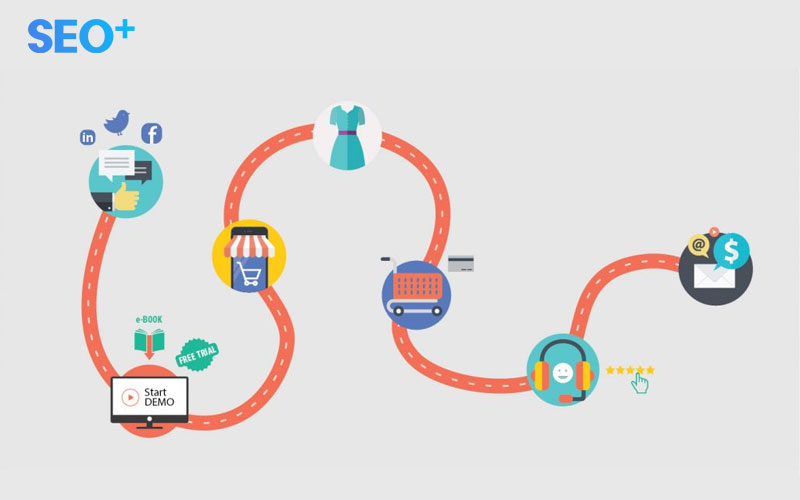 SEO+
in
f
e-BOOK
FREE TRIAL
Start
DEMO
@
$